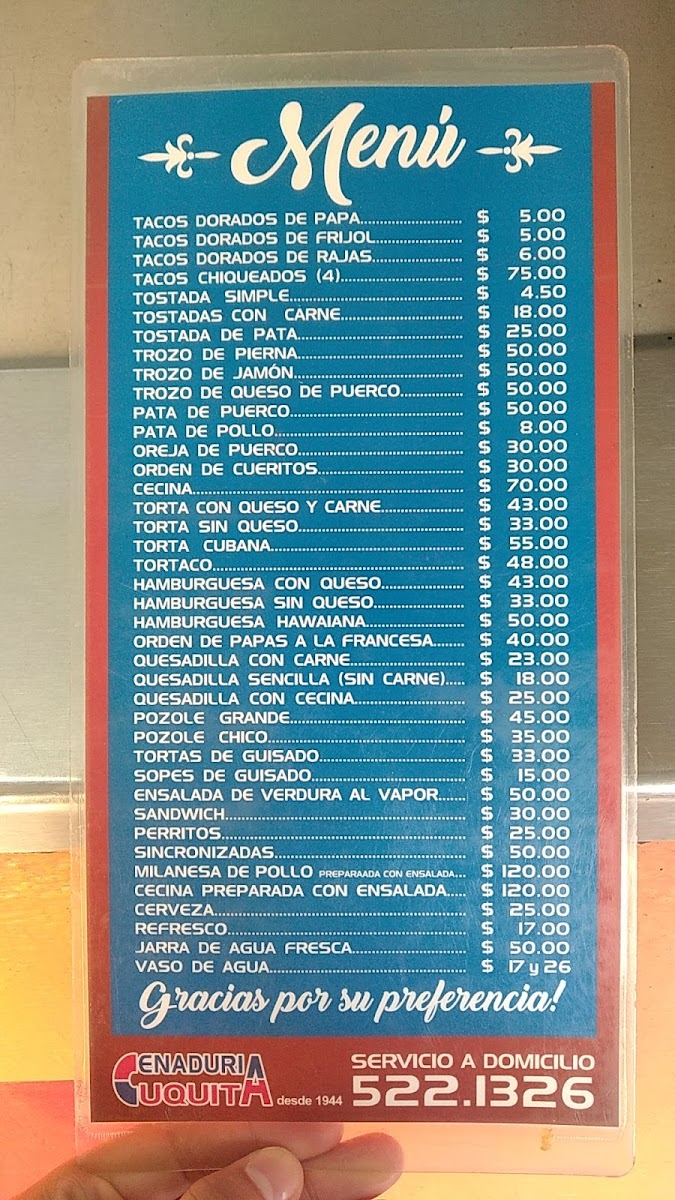 Menú
TACOS DORADOS DE PAPA........................ $ 5.00
TACOS DORADOS DE FRIJOL..................... $ 5.00
TACOS DORADOS DE RAJAS...................... $ 6.00
TACOS CHIQUEADOS (4)............................ $ 75.00
TOSTADA SIMPLE........................................ $ 4.50
TOSTADAS CON CARNE............................ $ 18.00
TOSTADA DE PATA...................................... $ 25.00
TROZO DE PIERNA...................................... $ 50.00
TROZO DE JAMÓN....................................... $ 50.00
TROZO DE QUESO DE PUERCO............... $ 50.00
PATA DE PUERCO........................................ $ 50.00
PATA DE POLLO........................................... $ 8.00
OREJA DE PUERCO...................................... $ 30.00
ORDEN DE CUERITOS.................................. $ 30.00
CECINA............................................................. $ 70.00
TORTA CON QUESO Y CARNE................... $ 43.00
TORTA SIN QUESO...................................... $ 33.00
TORTA CUBANA............................................ $ 55.00
TORTACO......................................................... $ 48.00
HAMBURGUESA CON QUESO................... $ 43.00
HAMBURGUESA SIN QUESO..................... $ 33.00
HAMBURGUESA HAWAIANA....................... $ 50.00
ORDEN DE PAPAS A LA FRANCESA....... $ 40.00
QUESADILLA CON CARNE.......................... $ 23.00
QUESADILLA SENCILLA (SIN CARNE)..... $ 18.00
QUESADILLA CON CECINA......................... $ 25.00
POZOLE GRANDE........................................ $ 45.00
POZOLE CHICO............................................. $ 35.00
TORTAS DE GUISADO................................. $ 33.00
SOPES DE GUISADO................................... $ 15.00
ENSALADA DE VERDURA AL VAPOR...... $ 50.00
SANDWICH...................................................... $ 30.00
PERRITOS....................................................... $ 25.00
SINCRONIZADAS........................................... $ 50.00
MILANESA DE POLLO PREPARAADA CON ENSALADA... $ 120.00
CECINA PREPARADA CON ENSALADA.... $ 120.00
CERVEZA......................................................... $ 25.00
REFRESCO...................................................... $ 17.00
JARRA DE AGUA FRESCA.......................... $ 50.00
VASO DE AGUA............................................. $ 17 y 26
Gracias por su preferencia!
CENADURIA SERVICIO A DOMICILIO
CUQUITA desde 1944 522.1326